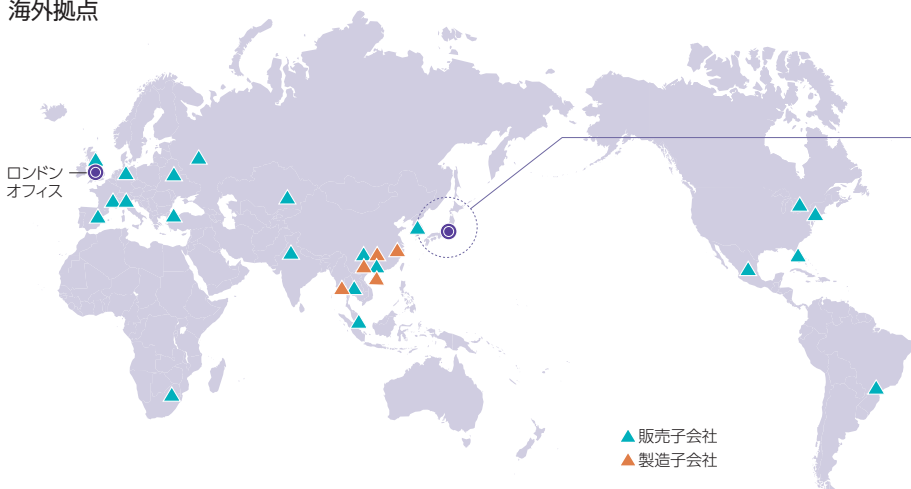 海外拠点
ロンドン
オフィス
販売子会社
製造子会社